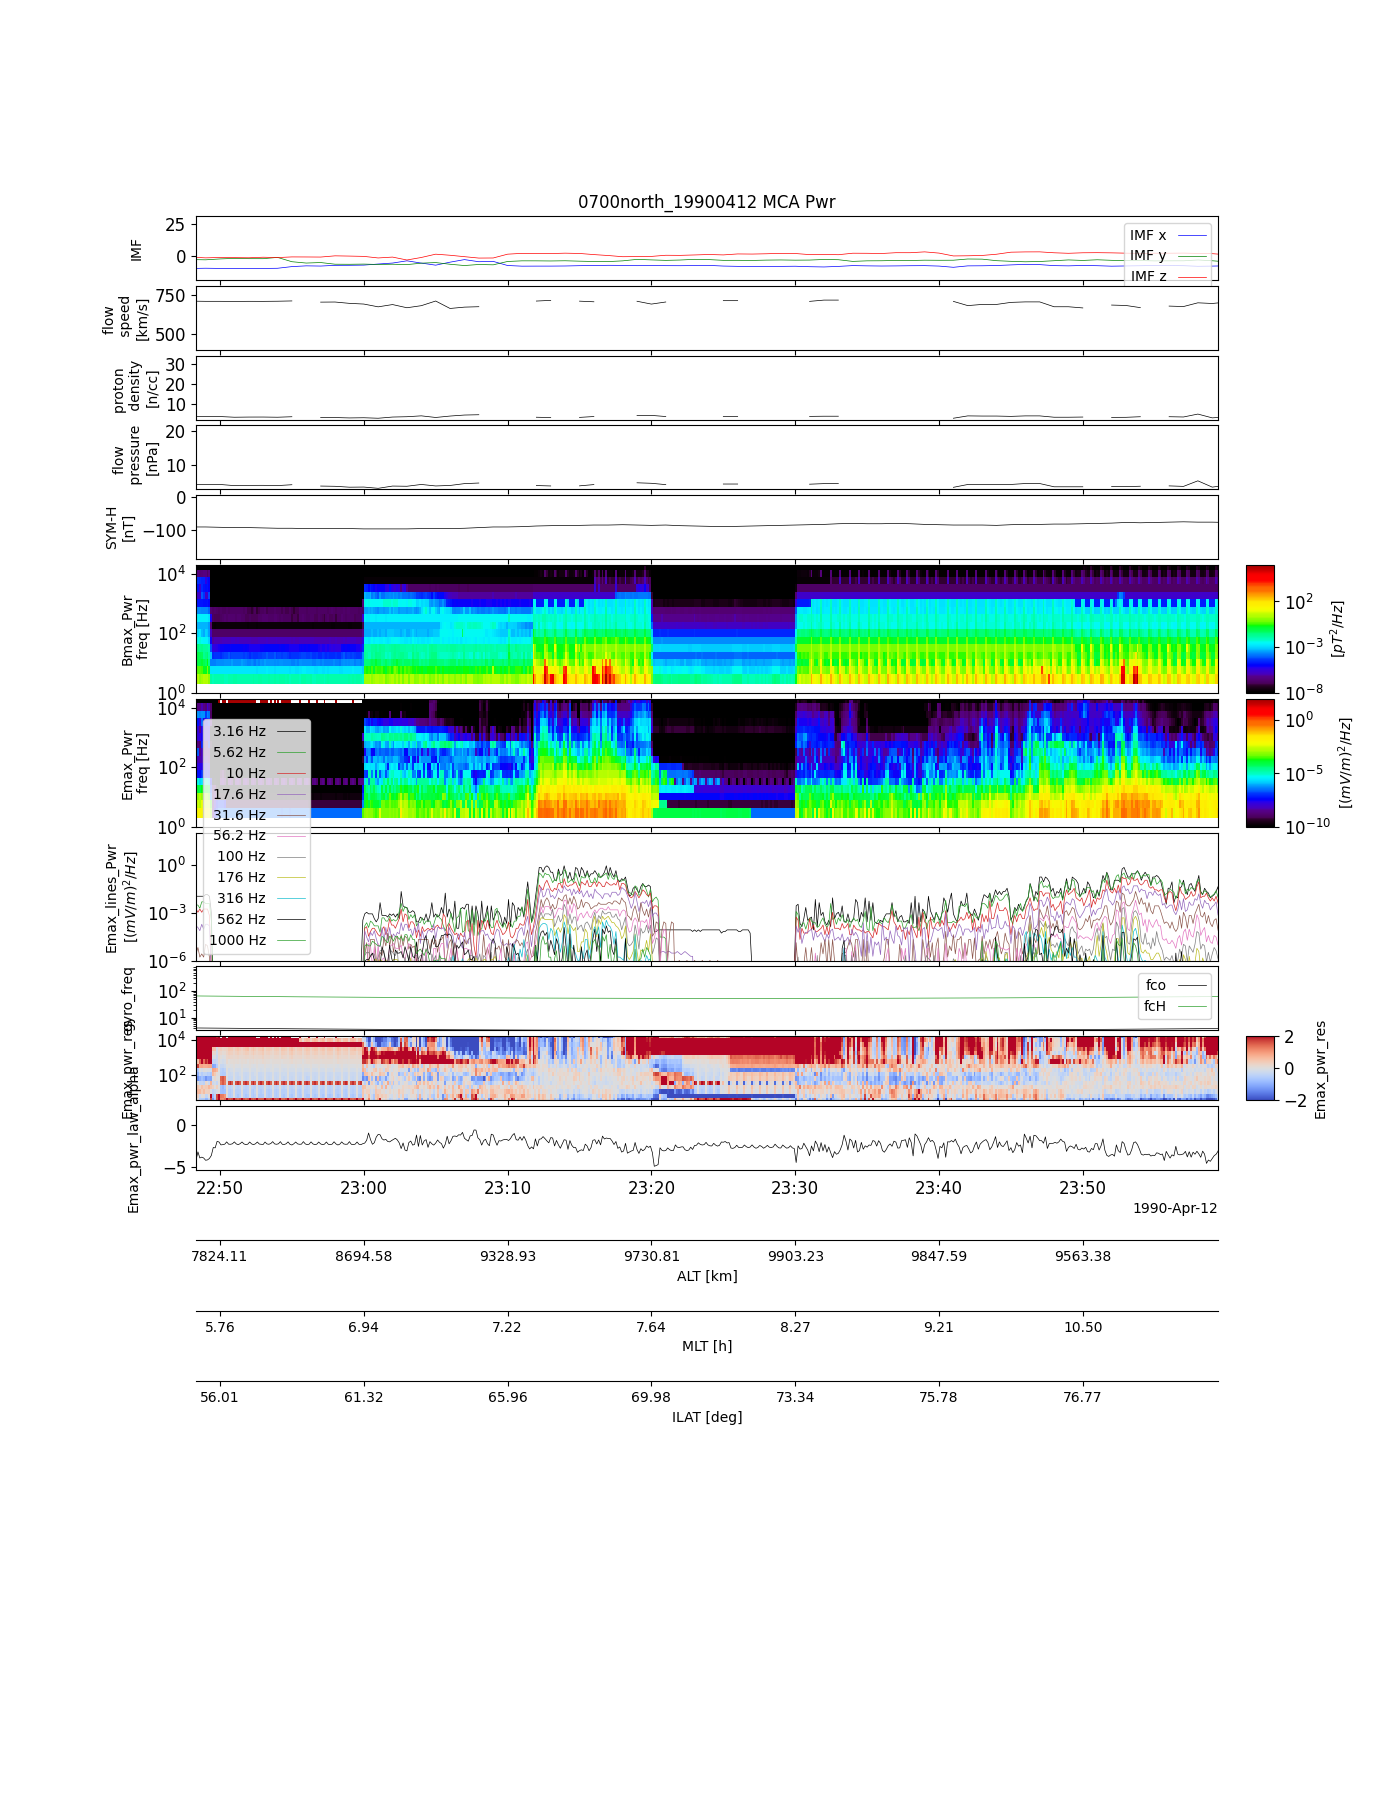 0700north_19900412 MCA Pwr
25
0
IMF
IMF x
IMF y
IMF z
750
500
flow
speed
[km/s]
30
20
10
proton
density
[n/cc]
20
10
flow
pressure
[nPa]
0
−100
SYM-H
[nT]
10^4
10^2
10^0
Bmax_Pwr
freq [Hz]
10^2
10^−3
10^−8
[pT^2/Hz]
10^4
10^2
10^0
Emax_Pwr
freq [Hz]
10^0
10^−5
10^−10
[(mV/m)^2/Hz]
3.16 Hz
5.62 Hz
10 Hz
17.6 Hz
31.6 Hz
56.2 Hz
100 Hz
176 Hz
316 Hz
562 Hz
1000 Hz
10^0
10^−3
10^−6
Emax_lines_Pwr
[(mV/m)^2/Hz]
10^2
10^1
gyro_freq
fco
fcH
10^4
10^2
Emax_pwr_res
2
0
−2
Emax_pwr_res
0
−5
Emax_pwr_law_alpha
22:50 23:00 23:10 23:20 23:30 23:40 23:50
1990-Apr-12
7824.11 8694.58 9328.93 9730.81 9903.23 9847.59 9563.38
ALT [km]
5.76 6.94 7.22 7.64 8.27 9.21 10.50
MLT [h]
56.01 61.32 65.96 69.98 73.34 75.78 76.77
ILAT [deg]